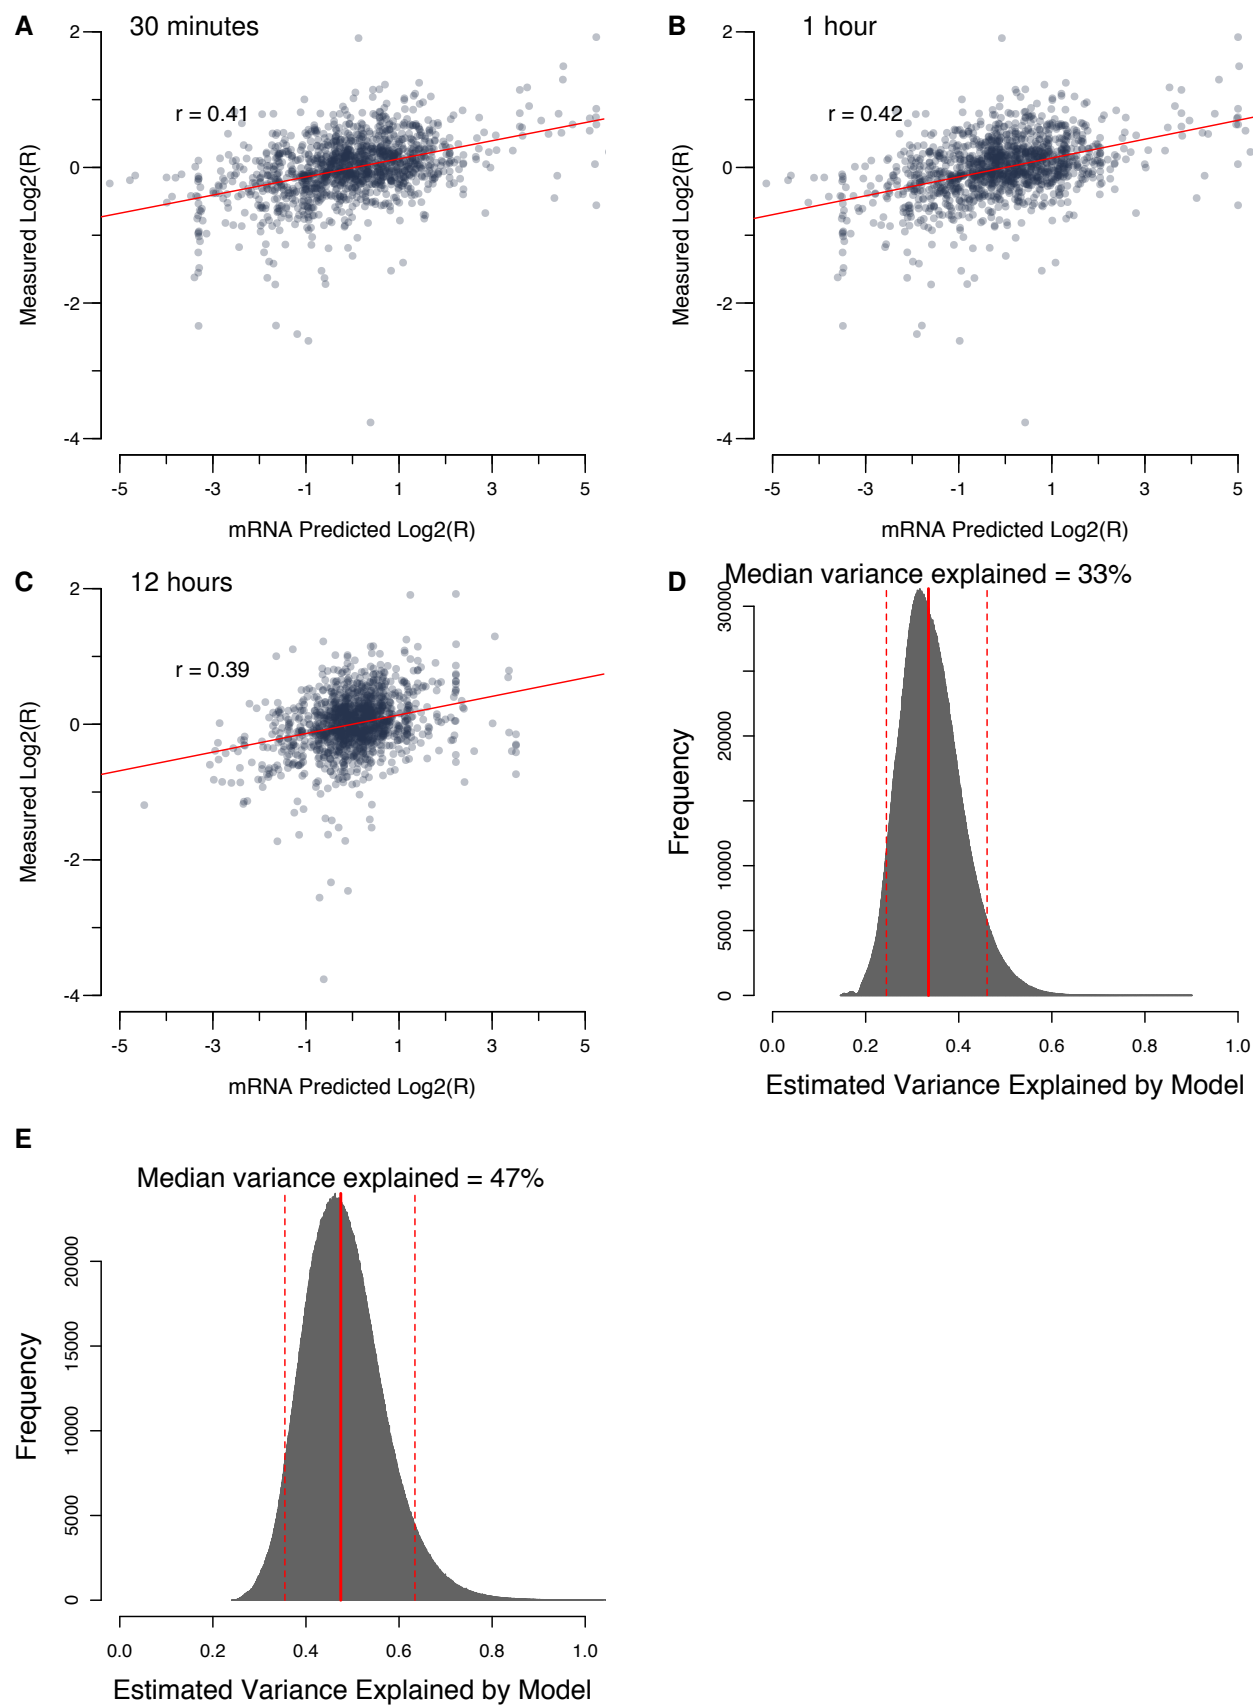 A
30 minutes
r = 0.41
Measured Log2(R)
2
0
-2
-4
-5 -3 -1 1 3 5
mRNA Predicted Log2(R)
B
1 hour
r = 0.42
Measured Log2(R)
2
0
-2
-4
-5 -3 -1 1 3 5
mRNA Predicted Log2(R)
C
12 hours
r = 0.39
Measured Log2(R)
2
0
-2
-4
-5 -3 -1 1 3 5
mRNA Predicted Log2(R)
D
Median variance explained = 33%
Frequency
30000
20000
10000
5000
0
0.0 0.2 0.4 0.6 0.8 1.0
Estimated Variance Explained by Model
E
Median variance explained = 47%
Frequency
20000
15000
10000
5000
0
0.0 0.2 0.4 0.6 0.8 1.0
Estimated Variance Explained by Model